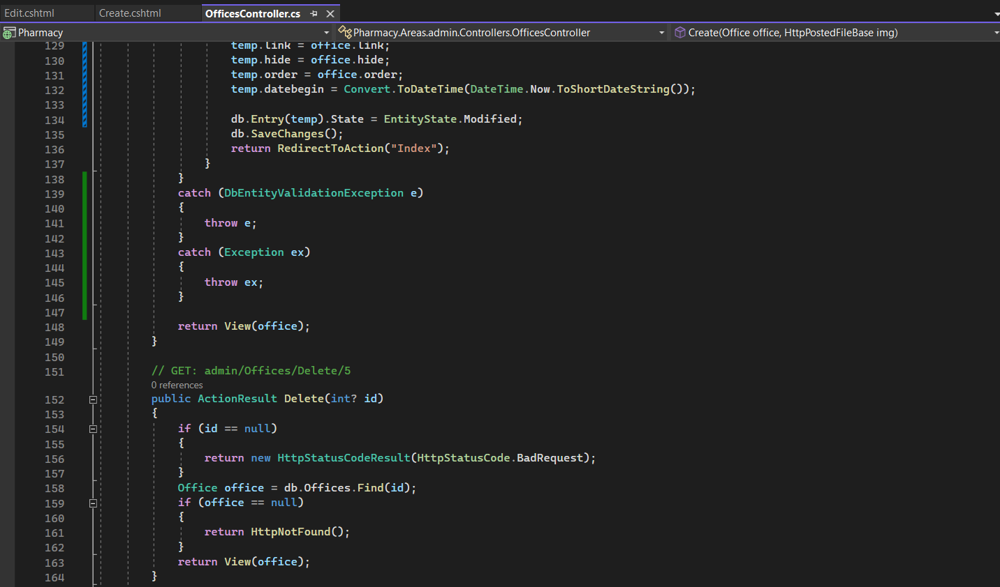 Edit.cshtml Create.cshtml OfficesController.cs
Pharmacy Pharmacy.Areas.admin.Controllers.OfficesController Create(Office office, HttpPostedFileBase img)
129 temp.link = office.link;
130 temp.hide = office.hide;
131 temp.order = office.order;
132 temp.datebegin = Convert.ToDateTime(DateTime.Now.ToShortDateString());
133
134 db.Entry(temp).State = EntityState.Modified;
135 db.SaveChanges();
136 return RedirectToAction("Index");
137 }
138 }
139 catch (DbEntityValidationException e)
140 {
141 throw e;
142 }
143 catch (Exception ex)
144 {
145 throw ex;
146 }
147
148 return View(office);
149 }
150
151 // GET: admin/Offices/Delete/5
0 references
152 public ActionResult Delete(int? id)
153 {
154 if (id == null)
155 {
156 return new HttpStatusCodeResult(HttpStatusCode.BadRequest);
157 }
158 Office office = db.Offices.Find(id);
159 if (office == null)
160 {
161 return HttpNotFound();
162 }
163 return View(office);
164 }